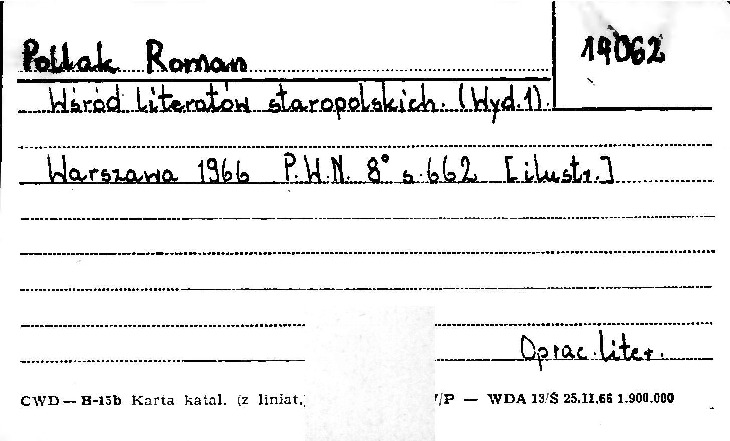 Pollak Roman
19062
Wśród literatów staropolskich. (Wyd.1).
Warszawa 1966 P.W.N. 8° s.662 [ilustr.]
Oprac.liter.
CWD — H-15b Karta katal. (z liniat. /P — WDA 13/S 25.11.66 1.900.000